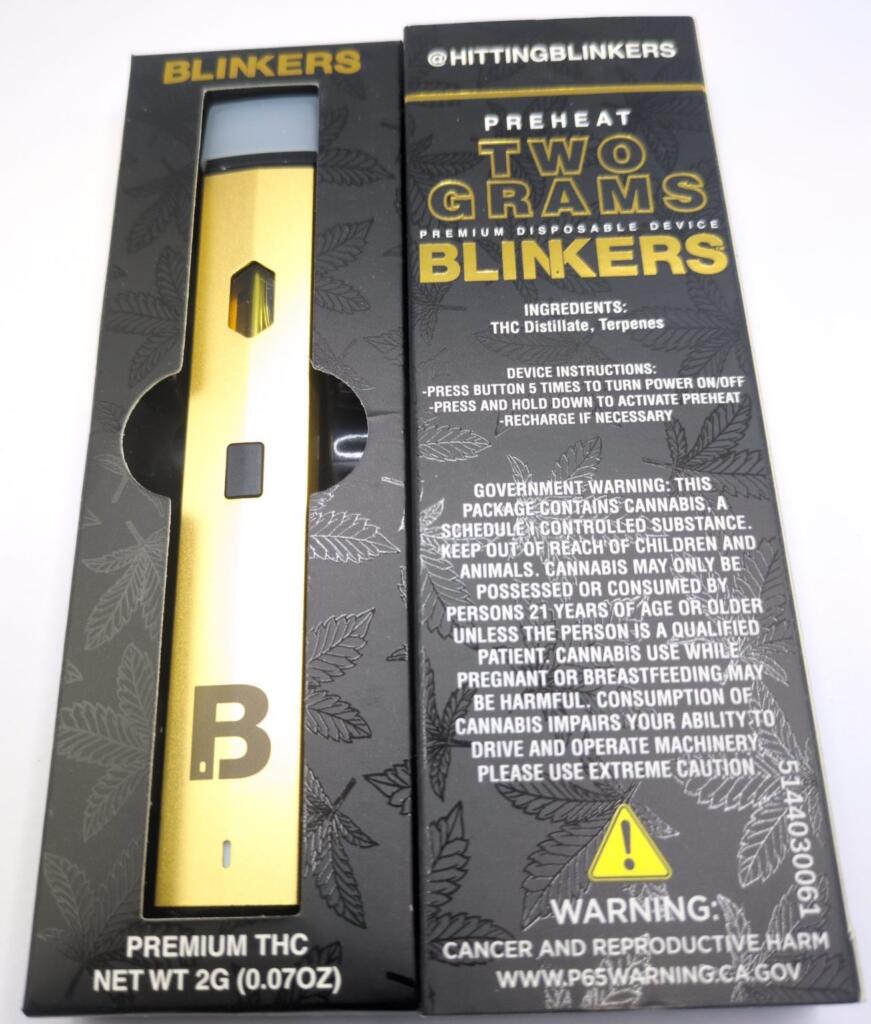 BLINKERS
B
PREMIUM THC
NET WT 2G (0.07OZ)
@HITTINGBLINKERS
PREHEAT
TWO
GRAMS
PREMIUM DISPOSABLE DEVICE
BLINKERS
INGREDIENTS:
THC Distillate, Terpenes
DEVICE INSTRUCTIONS:
-PRESS BUTTON 5 TIMES TO TURN POWER ON/OFF
-PRESS AND HOLD DOWN TO ACTIVATE PREHEAT
-RECHARGE IF NECESSARY
GOVERNMENT WARNING: THIS
PACKAGE CONTAINS CANNABIS, A
SCHEDULE I CONTROLLED SUBSTANCE.
KEEP OUT OF REACH OF CHILDREN AND
ANIMALS. CANNABIS MAY ONLY BE
POSSESSED OR CONSUMED BY
PERSONS 21 YEARS OF AGE OR OLDER
UNLESS THE PERSON IS A QUALIFIED
PATIENT. CANNABIS USE WHILE
PREGNANT OR BREASTFEEDING MAY
BE HARMFUL. CONSUMPTION OF
CANNABIS IMPAIRS YOUR ABILITY TO
DRIVE AND OPERATE MACHINERY
PLEASE USE EXTREME CAUTION
5144030061
WARNING:
CANCER AND REPRODUCTIVE HARM
WWW.P65WARNING.CA.GOV